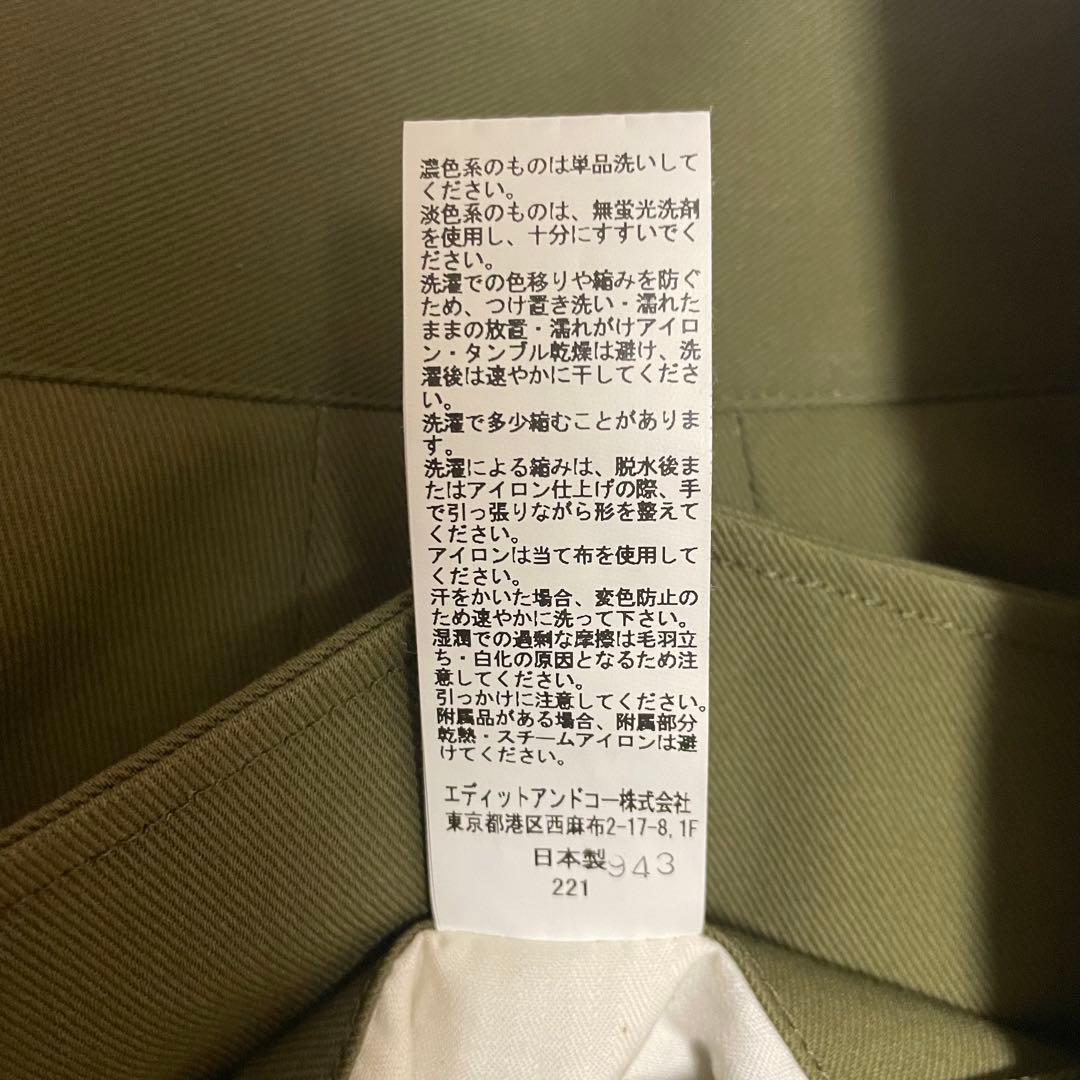 濃色系のものは単品洗いして
ください。
淡色系のものは、無蛍光洗剤
を使用し、十分にすすいでく
ださい。
洗濯での色移りや縮みを防ぐ
ため、つけ置き洗い・濡れた
ままの放置・濡れがけアイロ
ン・タンブル乾燥は避け、洗
濯後は速やかに干してくださ
い。
洗濯で多少縮むことがありま
す。
洗濯による縮みは、脱水後ま
たはアイロン仕上げの際、手
で引っ張りながら形を整えて
ください。
アイロンは当て布を使用して
ください。
汗をかいた場合、変色防止の
ため速やかに洗って下さい。
湿潤での過剰な摩擦は毛羽立
ち・白化の原因となるため注
意してください。
引っかけに注意してください。
附属品がある場合、附属部分
乾熱・スチームアイロンは避
けてください。
エディットアンドコー株式会社
東京都港区西麻布2-17-8,1F
日本製943
221